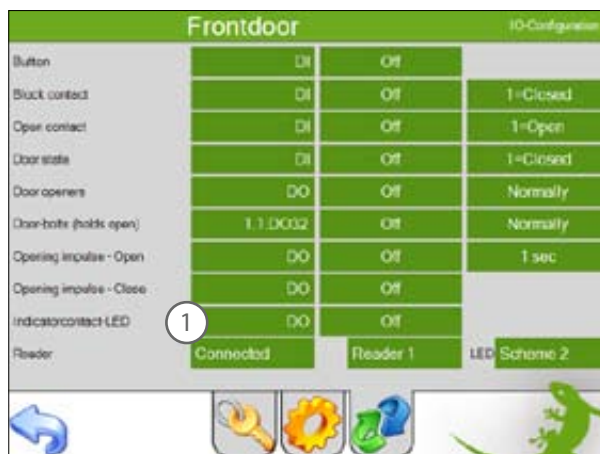 Frontdoor IO-Configuration
Button DI Off
Block contact DI Off 1=Closed
Open contact DI Off 1=Open
Door state DI Off 1=Closed
Door openers DO Off Normally
Door-bolts (holds open) 1.1.DO32 Off Normally
Opening impulse - Open DO Off 1 sec
Opening impulse - Close DO Off
Indicatorcontact-LED 1 DO Off
Reader Connected Reader 1 LED Scheme 2